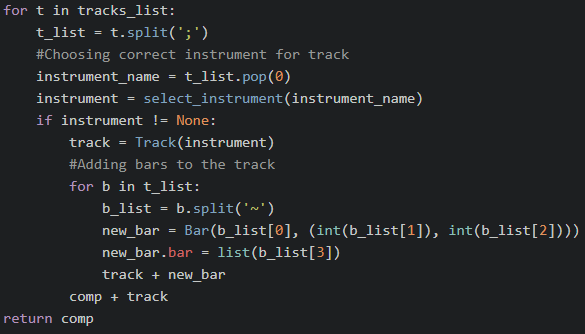 for t in tracks_list:
    t_list = t.split(';')
    #Choosing correct instrument for track
    instrument_name = t_list.pop(0)
    instrument = select_instrument(instrument_name)
    if instrument != None:
        track = Track(instrument)
        #Adding bars to the track
        for b in t_list:
            b_list = b.split('~')
            new_bar = Bar(b_list[0], (int(b_list[1]), int(b_list[2])))
            new_bar.bar = list(b_list[3])
            track + new_bar
        comp + track
return comp